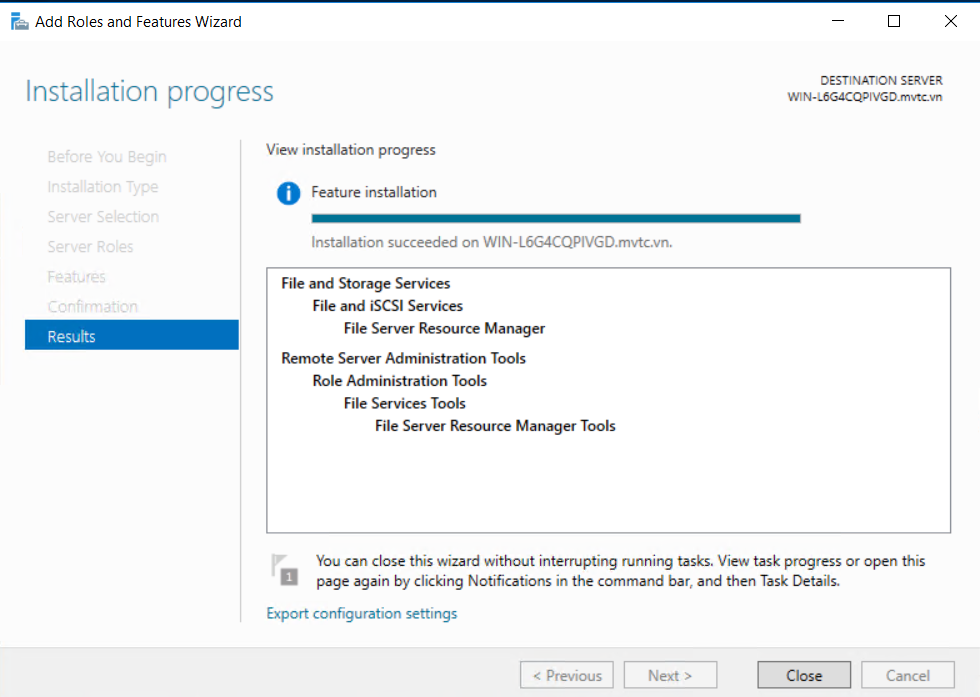 Add Roles and Features Wizard
Installation progress
DESTINATION SERVER
WIN-L6G4CQPIVGD.mvtc.vn
Before You Begin
Installation Type
Server Selection
Server Roles
Features
Confirmation
Results
View installation progress
Feature installation
Installation succeeded on WIN-L6G4CQPIVGD.mvtc.vn.
File and Storage Services
File and iSCSI Services
File Server Resource Manager
Remote Server Administration Tools
Role Administration Tools
File Services Tools
File Server Resource Manager Tools
1
You can close this wizard without interrupting running tasks. View task progress or open this
page again by clicking Notifications in the command bar, and then Task Details.
Export configuration settings
< Previous
Next >
Close
Cancel